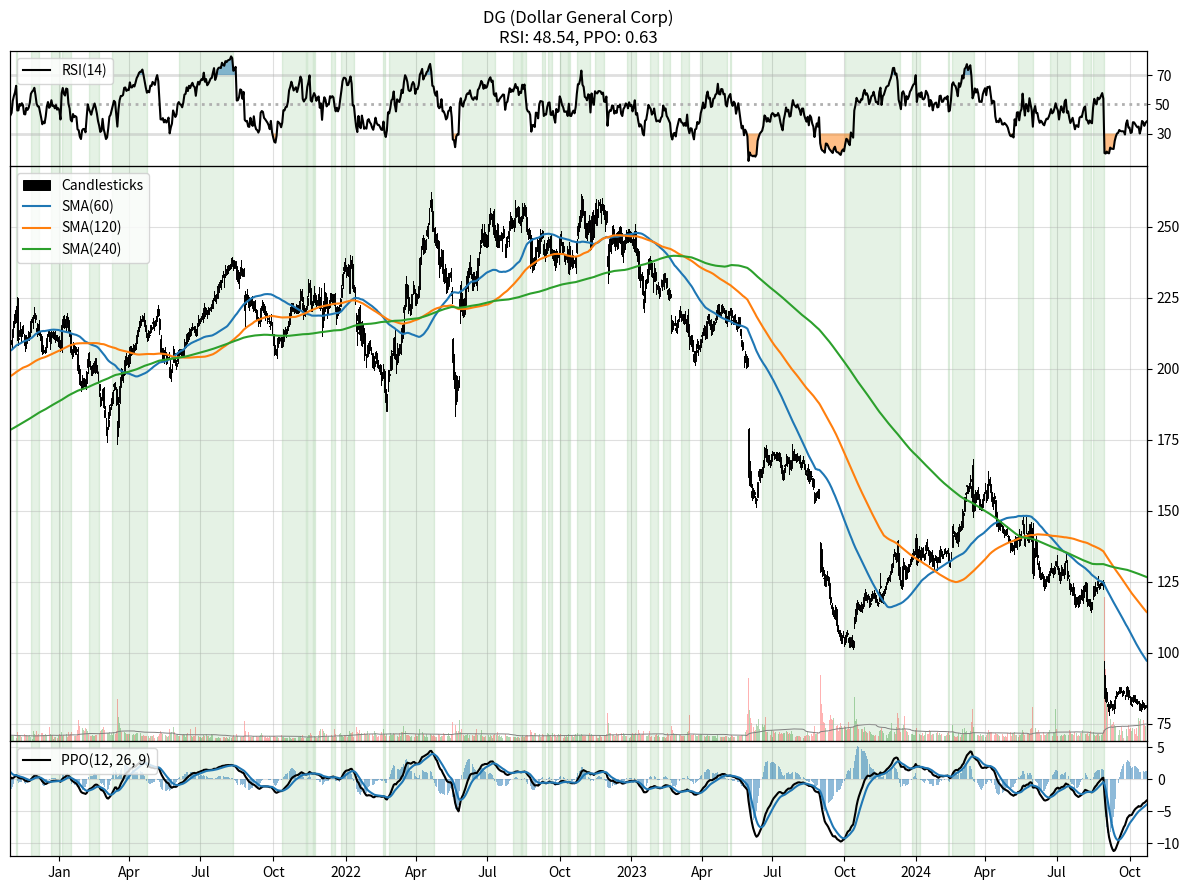 DG (Dollar General Corp)
RSI: 48.54, PPO: 0.63
RSI(14)
70
50
30
Candlesticks
SMA(60)
SMA(120)
SMA(240)
250
225
200
175
150
125
100
75
PPO(12, 26, 9)
5
0
−5
−10
Jan Apr Jul Oct 2022 Apr Jul Oct 2023 Apr Jul Oct 2024 Apr Jul Oct